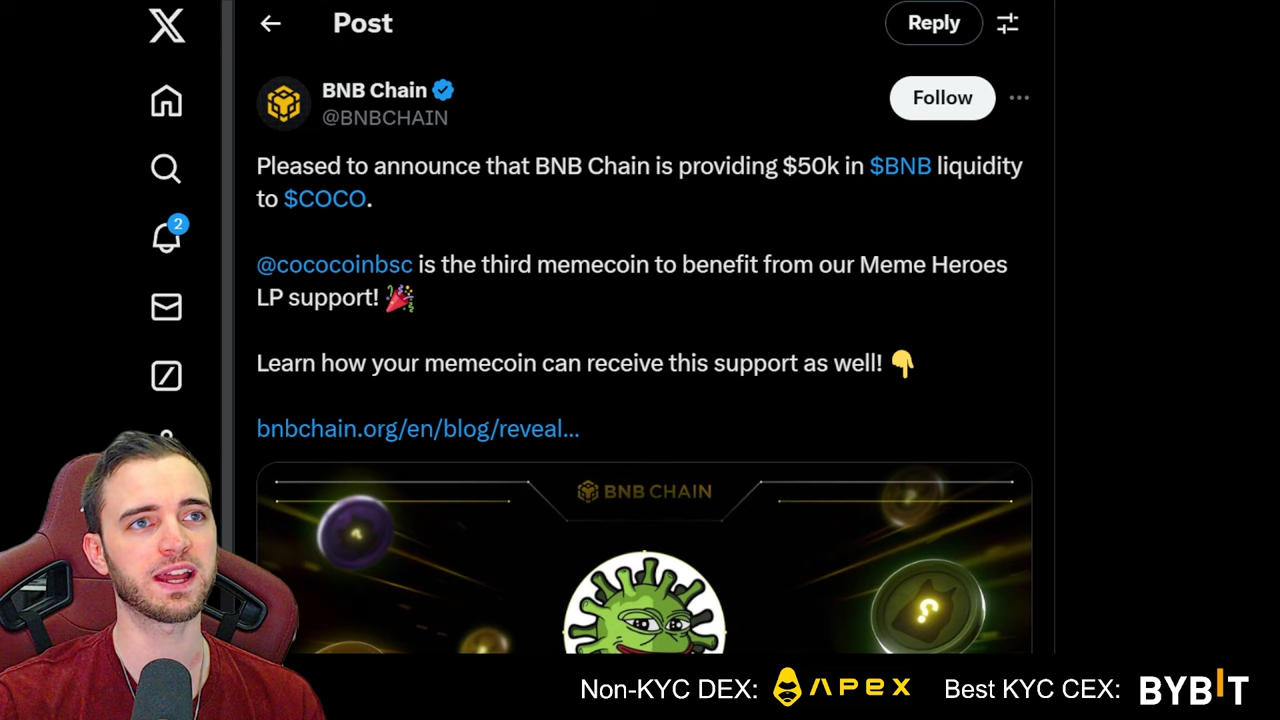 Post
Reply
BNB Chain
@BNBCHAIN
Follow
Pleased to announce that BNB Chain is providing $50k in $BNB liquidity
to $COCO.
@cococoinbsc is the third memecoin to benefit from our Meme Heroes
LP support! 🎉
Learn how your memecoin can receive this support as well! 👇
bnbchain.org/en/blog/reveal...
2
BNB CHAIN
?
Non-KYC DEX: APEX Best KYC CEX: BYBIT